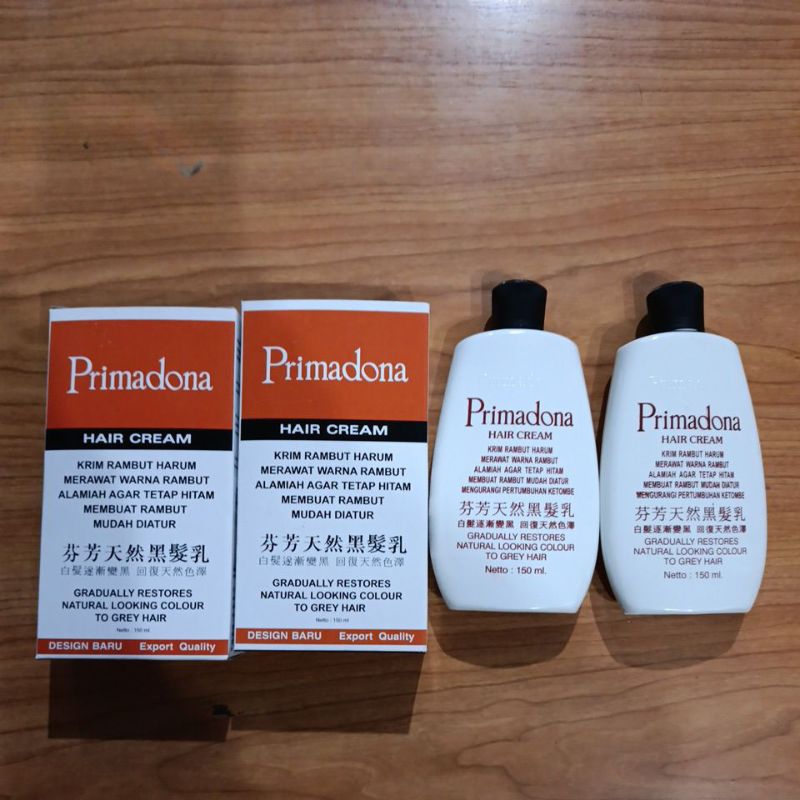 Primadona
HAIR CREAM
KRIM RAMBUT HARUM
MERAWAT WARNA RAMBUT
ALAMIAH AGAR TETAP HITAM
MEMBUAT RAMBUT
MUDAH DIATUR
芬芳天然黑髮乳
白髮逐漸變黑 回復天然色澤
GRADUALLY RESTORES
NATURAL LOOKING COLOUR
TO GREY HAIR
Netto : 150 ml
DESIGN BARU Export Quality
Primadona
HAIR CREAM
KRIM RAMBUT HARUM
MERAWAT WARNA RAMBUT
ALAMIAH AGAR TETAP HITAM
MEMBUAT RAMBUT
MUDAH DIATUR
芬芳天然黑髮乳
白髮逐漸變黑 回復天然色澤
GRADUALLY RESTORES
NATURAL LOOKING COLOUR
TO GREY HAIR
Netto : 150 ml
DESIGN BARU Export Quality
Primadona
HAIR CREAM
KRIM RAMBUT HARUM
MERAWAT WARNA RAMBUT
ALAMIAH AGAR TETAP HITAM
MEMBUAT RAMBUT MUDAH DIATUR
MENGURANGI PERTUMBUHAN KETOMBE
芬芳天然黑髮乳
白髮逐漸變黑 回復天然色澤
GRADUALLY RESTORES
NATURAL LOOKING COLOUR
TO GREY HAIR
Netto : 150 ml.
Primadona
HAIR CREAM
KRIM RAMBUT HARUM
MERAWAT WARNA RAMBUT
ALAMIAH AGAR TETAP HITAM
MEMBUAT RAMBUT MUDAH DIATUR
MENGURANGI PERTUMBUHAN KETOMBE
芬芳天然黑髮乳
白髮逐漸變黑 回復天然色澤
GRADUALLY RESTORES
NATURAL LOOKING COLOUR
TO GREY HAIR
Netto : 150 ml.